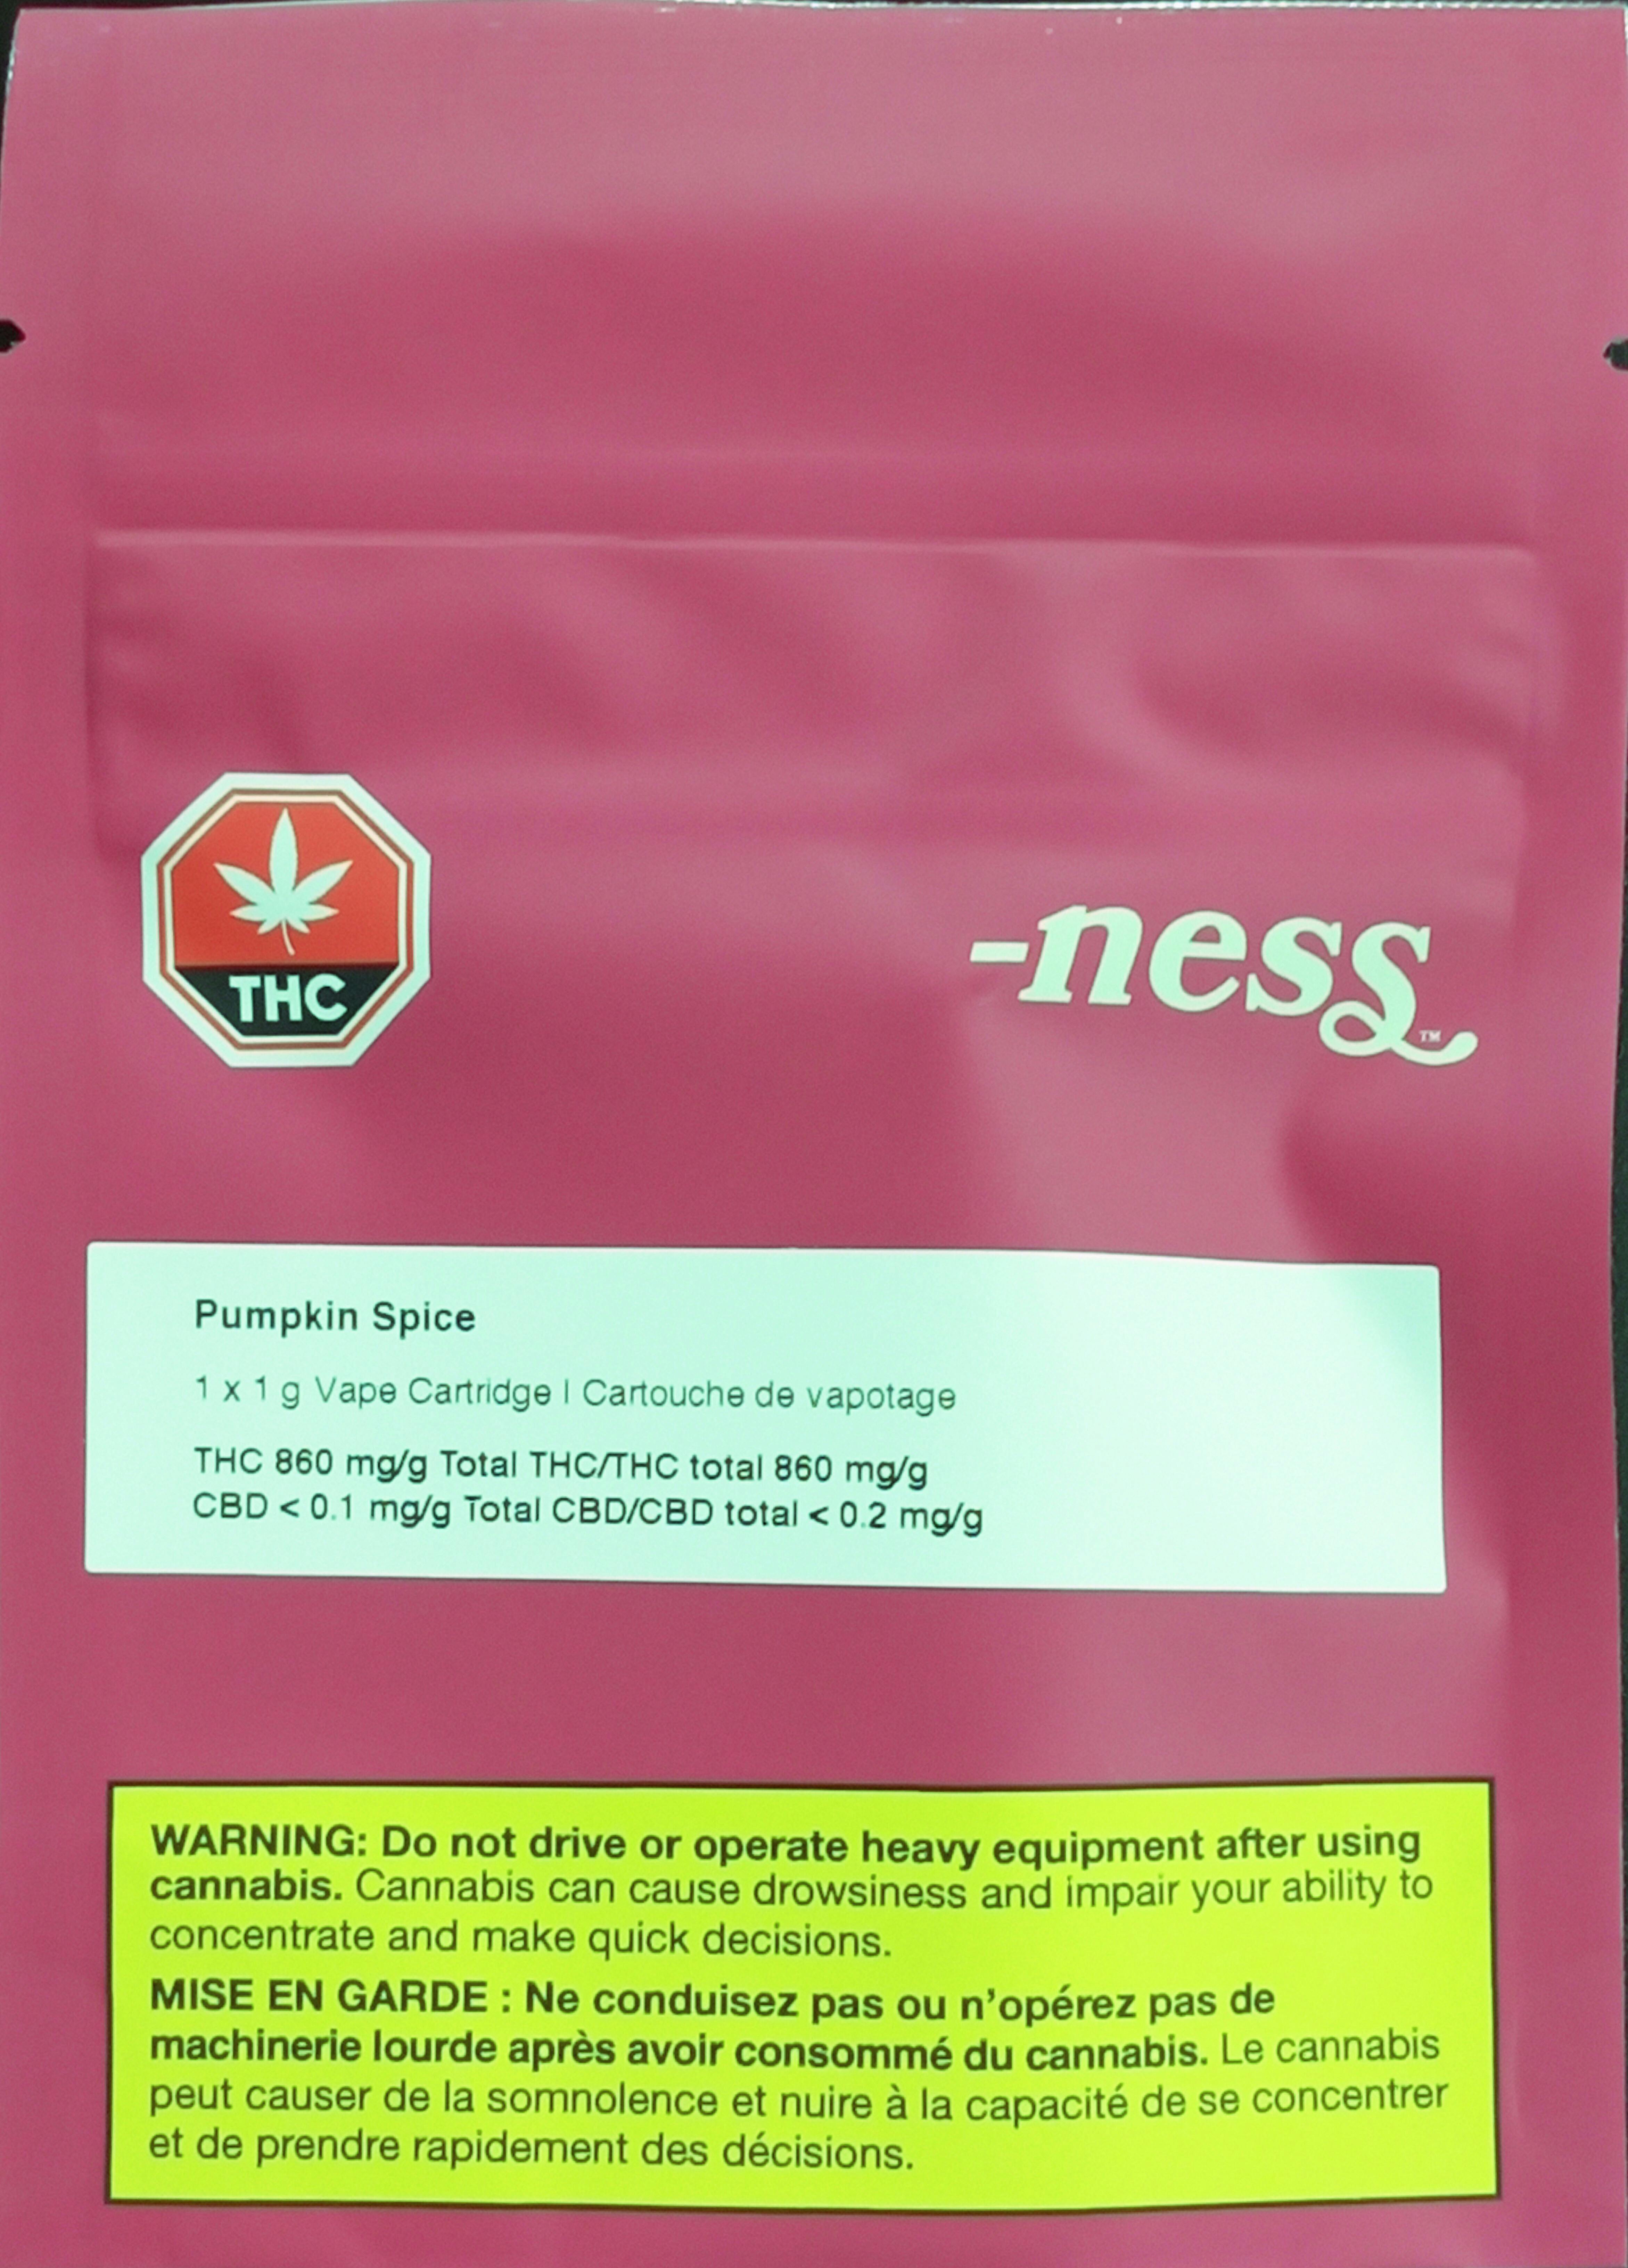 THC
-ness
TM
Pumpkin Spice
1 x 1 g Vape Cartridge | Cartouche de vapotage
THC 860 mg/g Total THC/THC total 860 mg/g
CBD < 0.1 mg/g Total CBD/CBD total < 0.2 mg/g
WARNING: Do not drive or operate heavy equipment after using
cannabis. Cannabis can cause drowsiness and impair your ability to
concentrate and make quick decisions.
MISE EN GARDE : Ne conduisez pas ou n'opérez pas de
machinerie lourde après avoir consommé du cannabis. Le cannabis
peut causer de la somnolence et nuire à la capacité de se concentrer
et de prendre rapidement des décisions.